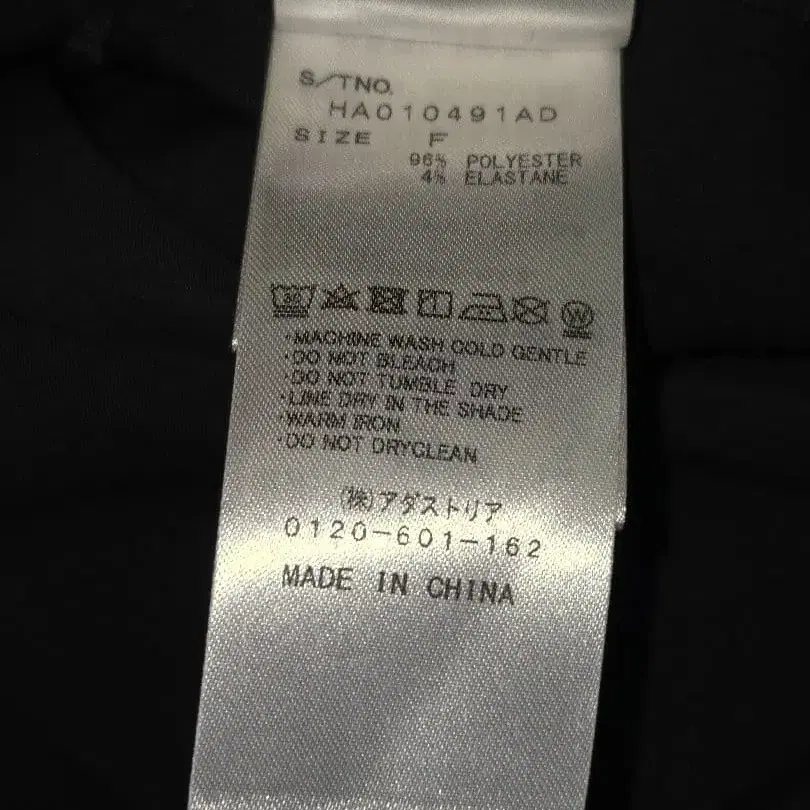 S/TNO.
HA010491AD
SIZE F
96% POLYESTER
4% ELASTANE
30
W
・MACHINE WASH COLD GENTLE
・DO NOT BLEACH
・DO NOT TUMBLE DRY
・LINE DRY IN THE SHADE
・WARM IRON
・DO NOT DRYCLEAN
(株)アダストリア
0120-601-162
MADE IN CHINA